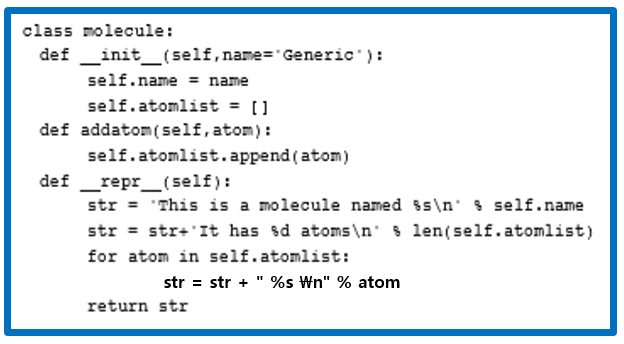 class molecule:
  def __init__(self,name='Generic'):
      self.name = name
      self.atomlist = []
  def addatom(self,atom):
      self.atomlist.append(atom)
  def __repr__(self):
      str = 'This is a molecule named %s\n' % self.name
      str = str+'It has %d atoms\n' % len(self.atomlist)
      for atom in self.atomlist:
            str = str + " %s ₩n" % atom
      return str